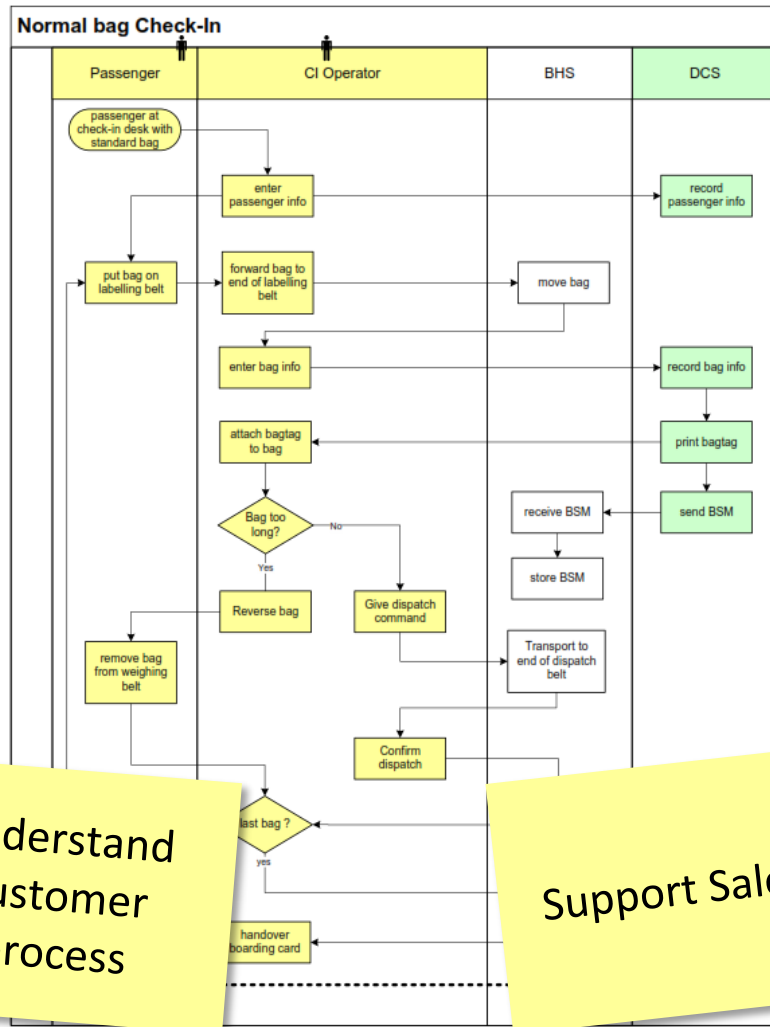 Normal bag Check-In
Passenger
CI Operator
BHS
DCS
passenger at
check-in desk with
standard bag
enter
passenger info
record
passenger info
put bag on
labelling belt
forward bag to
end of labelling
belt
move bag
enter bag info
record bag info
attach bagtag
to bag
print bagtag
Bag too
long?
No
Yes
receive BSM
send BSM
store BSM
Reverse bag
Give dispatch
command
remove bag
from weighing
belt
Transport to
end of dispatch
belt
Confirm
dispatch
last bag ?
yes
handover
boarding card
derstand
ustomer
rocess
Support Sale